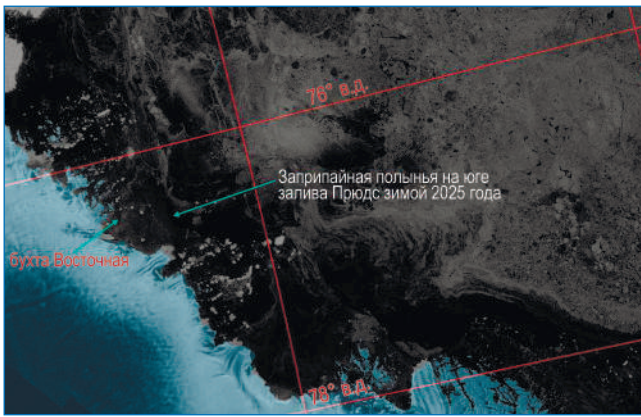 76° в.д.
Заприпайная полынья на юге
залива Прюдс зимой 2025 года
бухта Восточная
78° в.д.